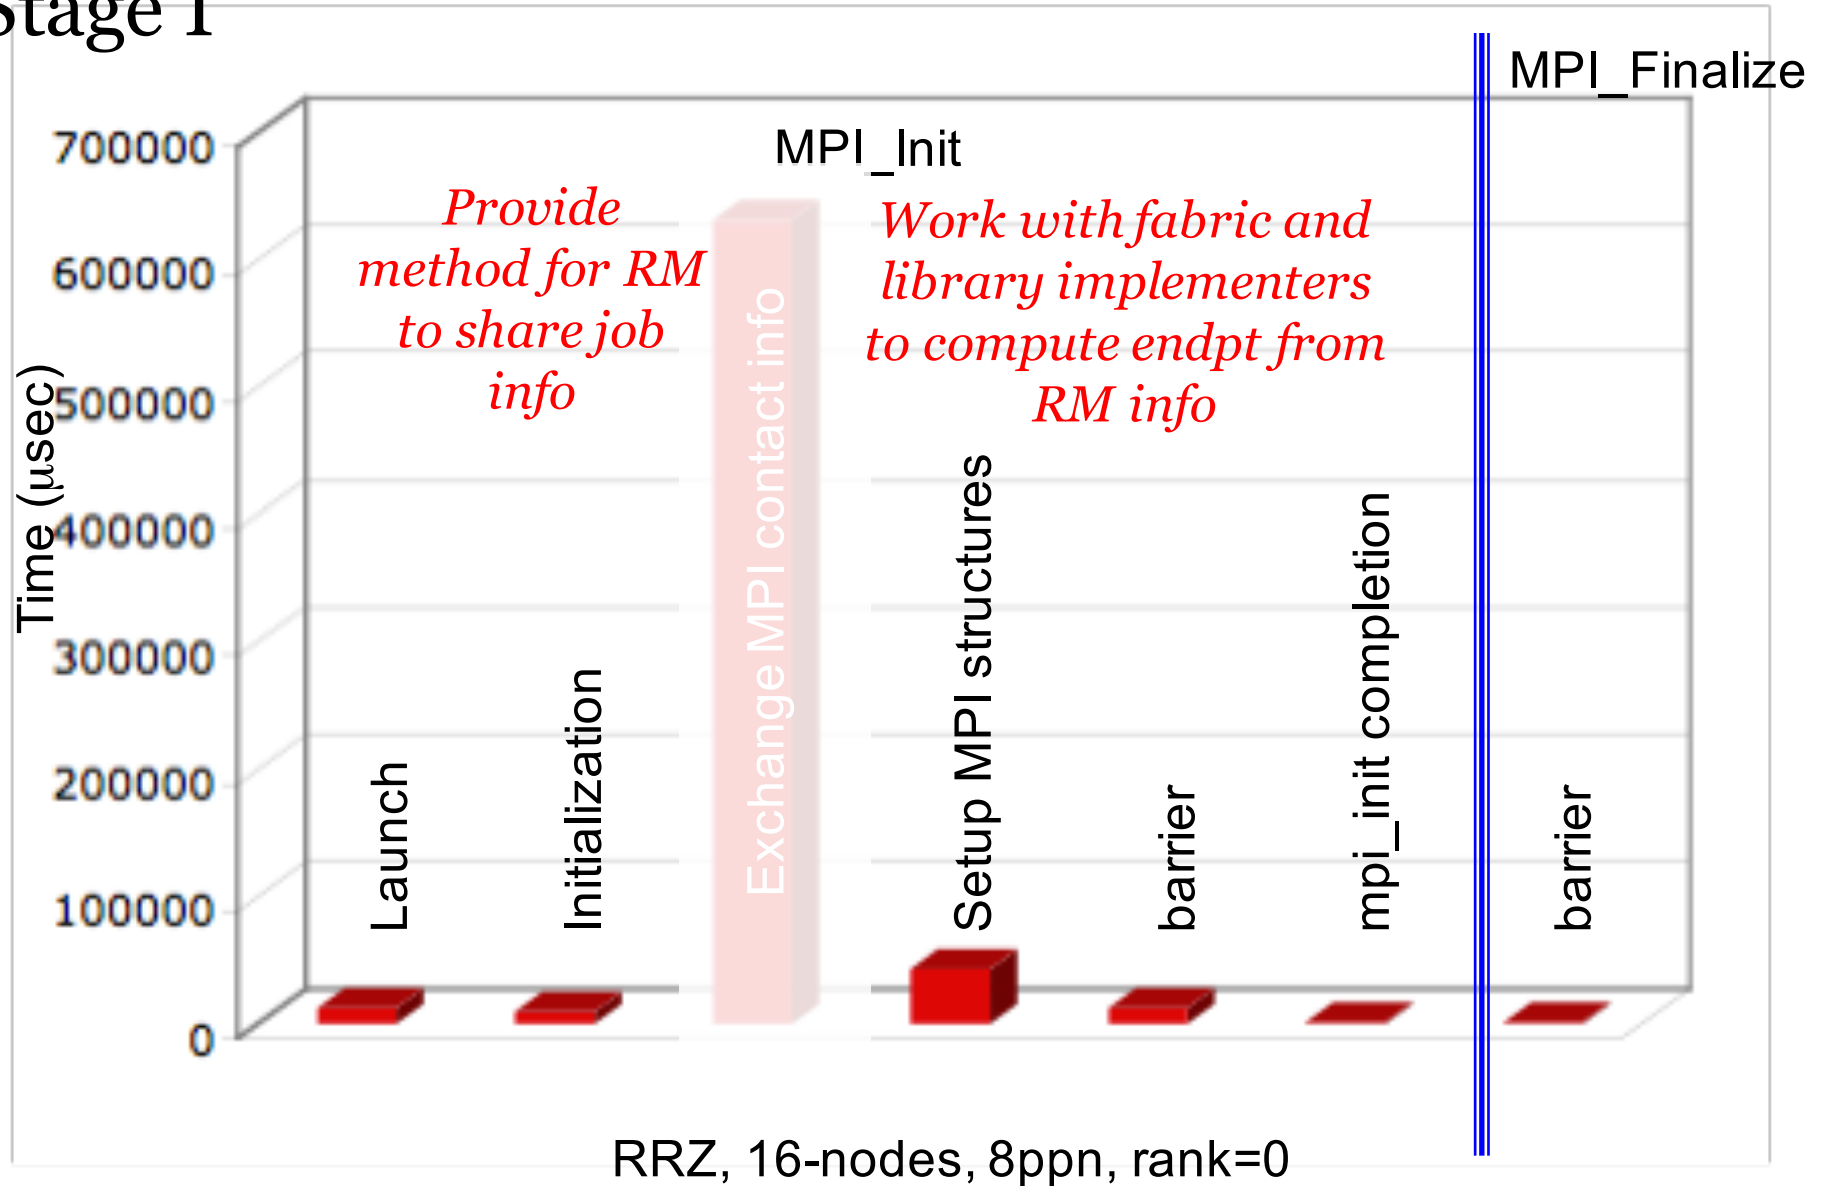 Stage I
MPI_Finalize
MPI_Init
700000
600000
500000
400000
300000
200000
100000
0
Time (μsec)
Provide
method for RM
to share job
info
Work with fabric and
library implementers
to compute endpt from
RM info
Launch
Initialization
Exchange MPI contact info
Setup MPI structures
barrier
mpi_init completion
barrier
RRZ, 16-nodes, 8ppn, rank=0